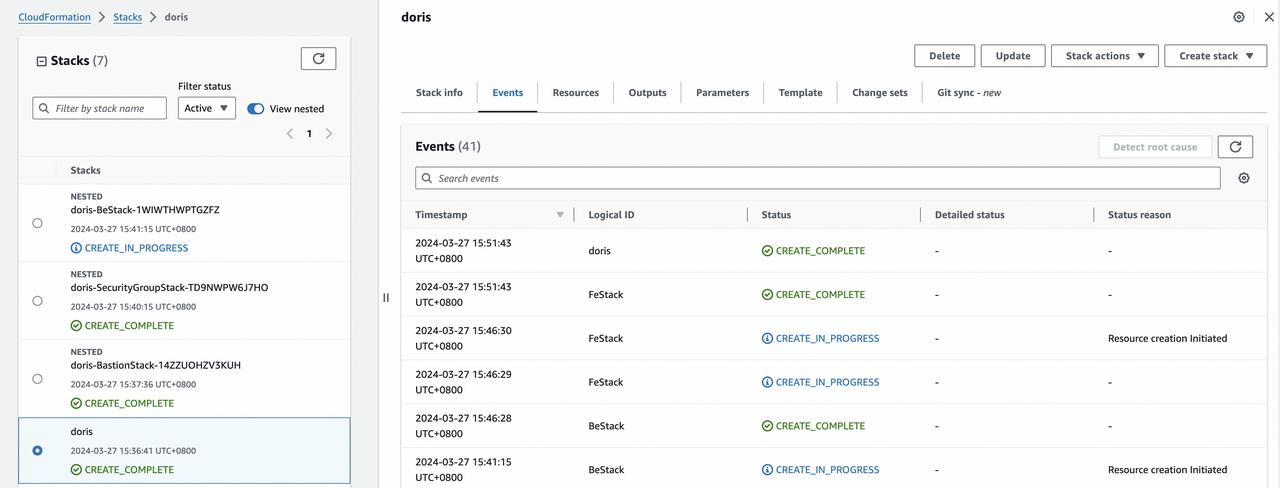 CloudFormation > Stacks > doris
Stacks (7)
Filter status
Filter by stack name
Active
View nested
1
Stacks
NESTED
doris-BeStack-1WIWTHWPTGZFZ
2024-03-27 15:41:15 UTC+0800
CREATE_IN_PROGRESS
NESTED
doris-SecurityGroupStack-TD9NWPW6J7HO
2024-03-27 15:40:15 UTC+0800
CREATE_COMPLETE
NESTED
doris-BastionStack-14ZZUOHZV3KUH
2024-03-27 15:37:36 UTC+0800
CREATE_COMPLETE
doris
2024-03-27 15:36:41 UTC+0800
CREATE_COMPLETE
doris
Delete Update Stack actions Create stack
Stack info Events Resources Outputs Parameters Template Change sets Git sync - new
Events (41)
Detect root cause
Search events
Timestamp Logical ID Status Detailed status Status reason
2024-03-27 15:51:43
UTC+0800
doris CREATE_COMPLETE - -
2024-03-27 15:51:43
UTC+0800
FeStack CREATE_COMPLETE - -
2024-03-27 15:46:30
UTC+0800
FeStack CREATE_IN_PROGRESS - Resource creation Initiated
2024-03-27 15:46:29
UTC+0800
FeStack CREATE_IN_PROGRESS - -
2024-03-27 15:46:28
UTC+0800
BeStack CREATE_COMPLETE - -
2024-03-27 15:41:15
UTC+0800
BeStack CREATE_IN_PROGRESS - Resource creation Initiated